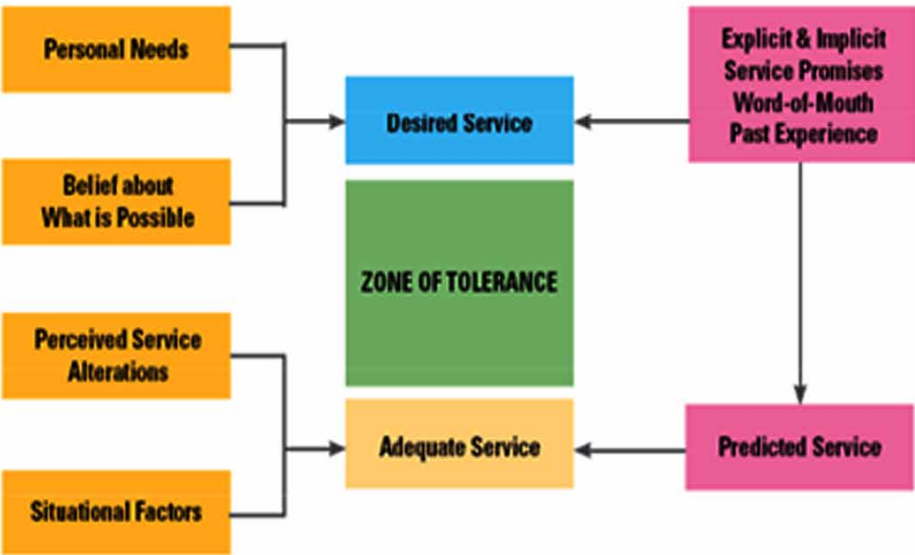 Personal Needs
Belief about
What is Possible
Perceived Service
Alterations
Situational Factors
Desired Service
ZONE OF TOLERANCE
Adequate Service
Explicit & Implicit
Service Promises
Word-of-Mouth
Past Experience
Predicted Service